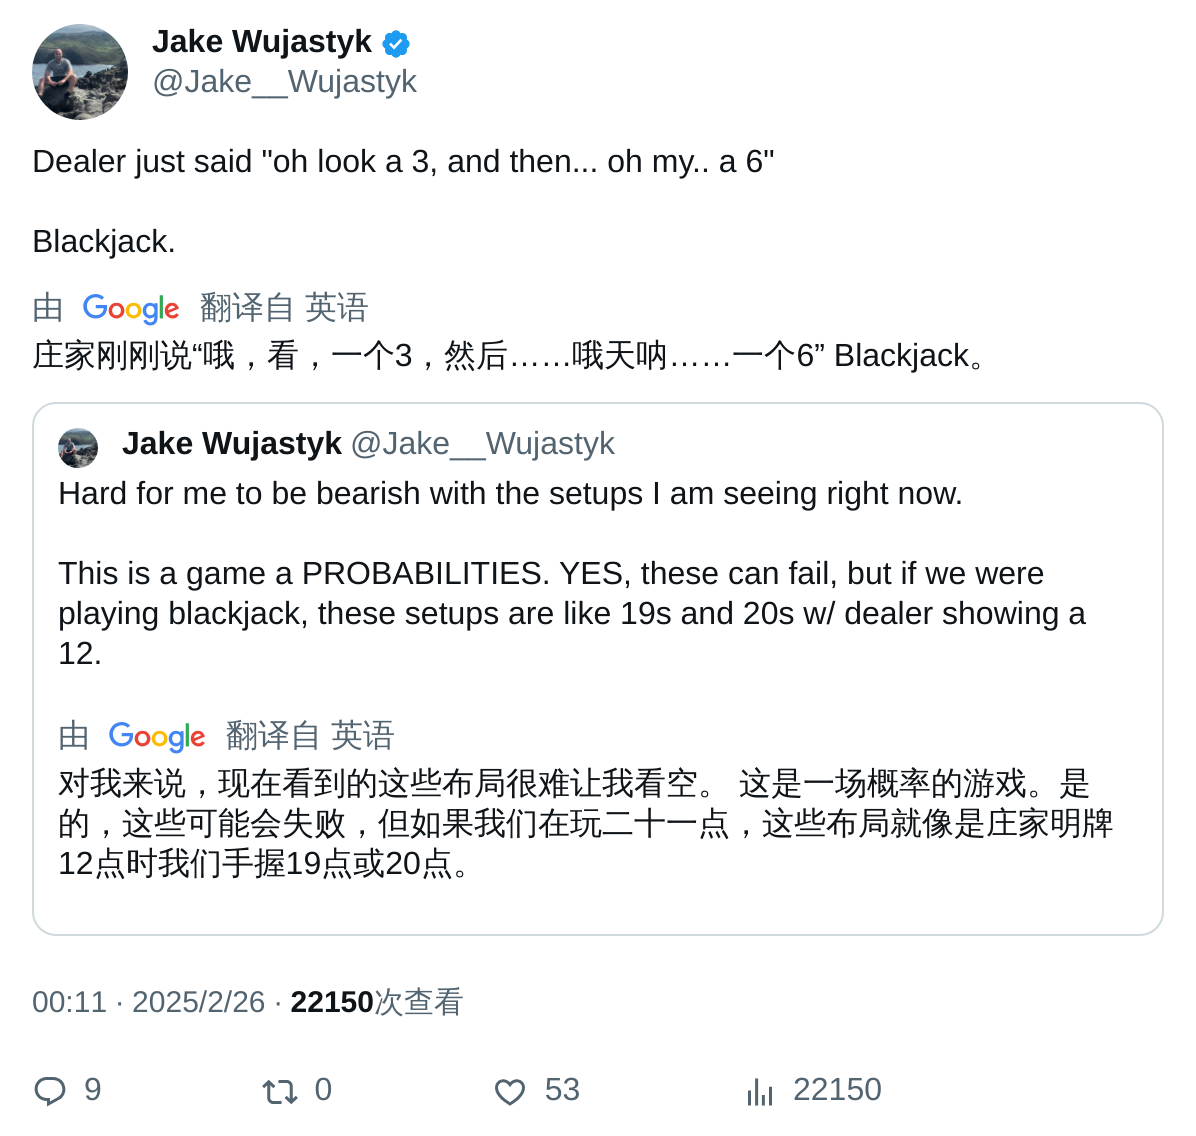 Jake Wujastyk
@Jake__Wujastyk
Dealer just said "oh look a 3, and then... oh my.. a 6"
Blackjack.
由 Google 翻译自 英语
庄家刚刚说“哦，看，一个3，然后……哦天呐……一个6” Blackjack。
Jake Wujastyk @Jake__Wujastyk
Hard for me to be bearish with the setups I am seeing right now.
This is a game a PROBABILITIES. YES, these can fail, but if we were
playing blackjack, these setups are like 19s and 20s w/ dealer showing a
12.
由 Google 翻译自 英语
对我来说，现在看到的这些布局很难让我看空。 这是一场概率的游戏。是
的，这些可能会失败，但如果我们在玩二十一点，这些布局就像是庄家明牌
12点时我们手握19点或20点。
00:11 · 2025/2/26 · 22150次查看
9 0 53 22150